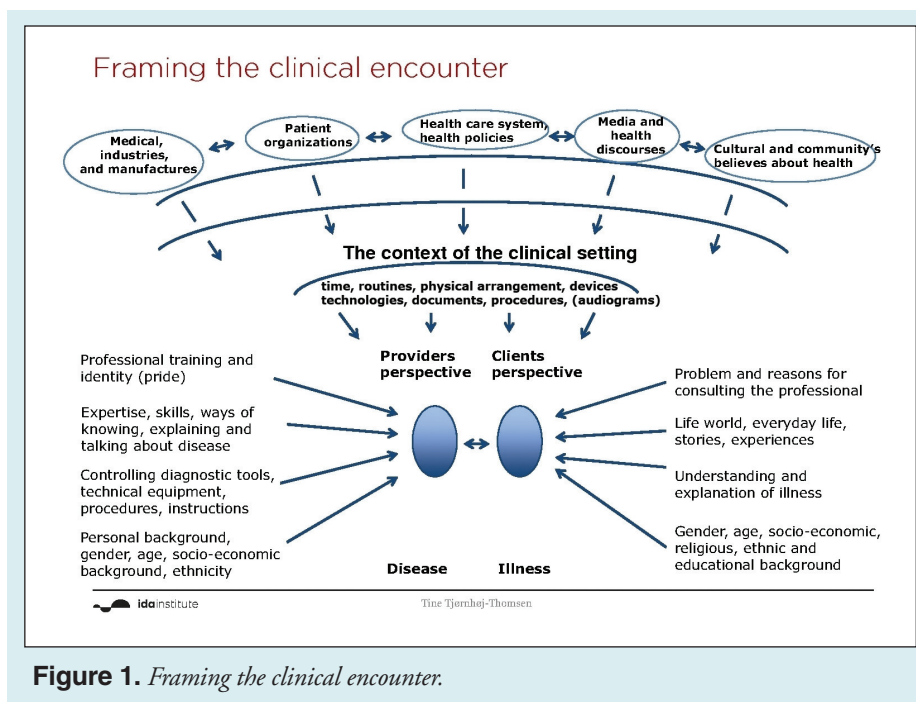 Framing the clinical encounter
Medical,
industries,
and manufactures
Patient
organizations
Health care system,
health policies
Media and
health
discourses
Cultural and community's
believes about health
The context of the clinical setting
time, routines, physical arrangement, devices
technologies, documents, procedures, (audiograms)
Providers
perspective
Clients
perspective
Professional training and
identity (pride)
Expertise, skills, ways of
knowing, explaining and
talking about disease
Controlling diagnostic tools,
technical equipment,
procedures, instructions
Personal background,
gender, age, socio-economic
background, ethnicity
Problem and reasons for
consulting the professional
Life world, everyday life,
stories, experiences
Understanding and
explanation of illness
Gender, age, socio-economic,
religious, ethnic and
educational background
Disease
Illness
idainstitute
Tine Tjørnhøj-Thomsen
Figure 1. Framing the clinical encounter.